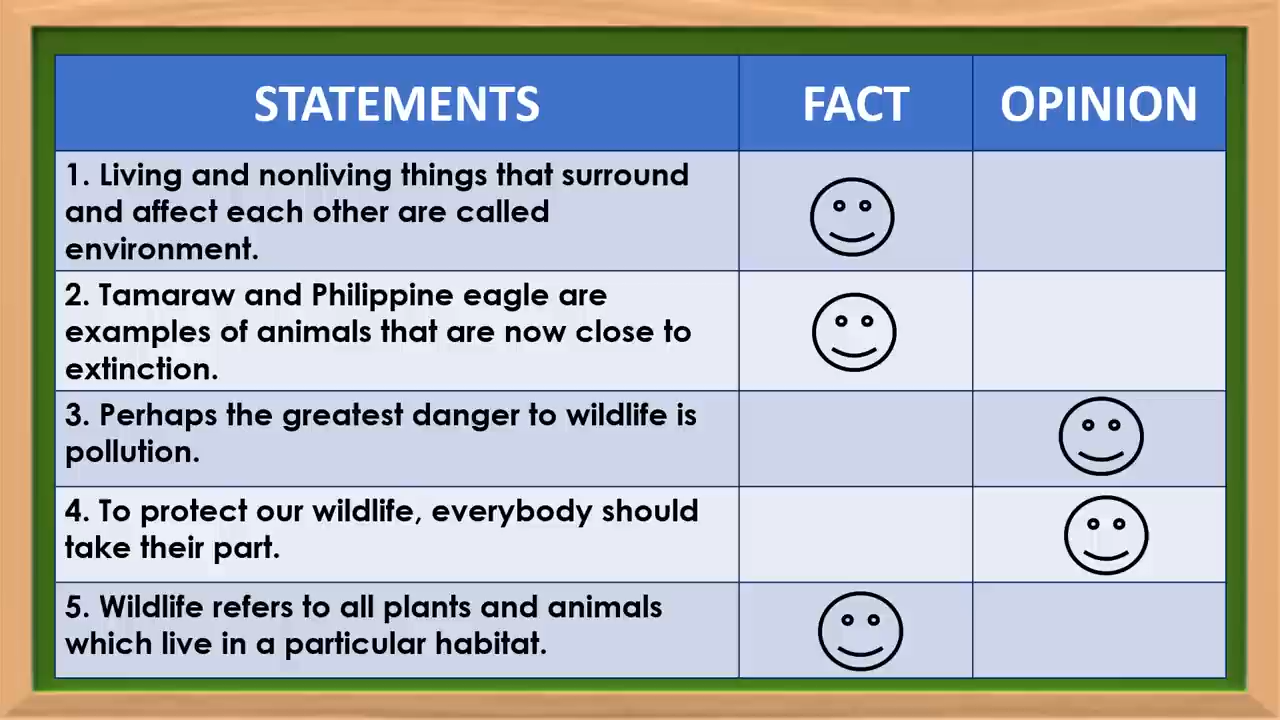 STATEMENTS FACT OPINION
1. Living and nonliving things that surround
and affect each other are called
environment.
2. Tamaraw and Philippine eagle are
examples of animals that are now close to
extinction.
3. Perhaps the greatest danger to wildlife is
pollution.
4. To protect our wildlife, everybody should
take their part.
5. Wildlife refers to all plants and animals
which live in a particular habitat.